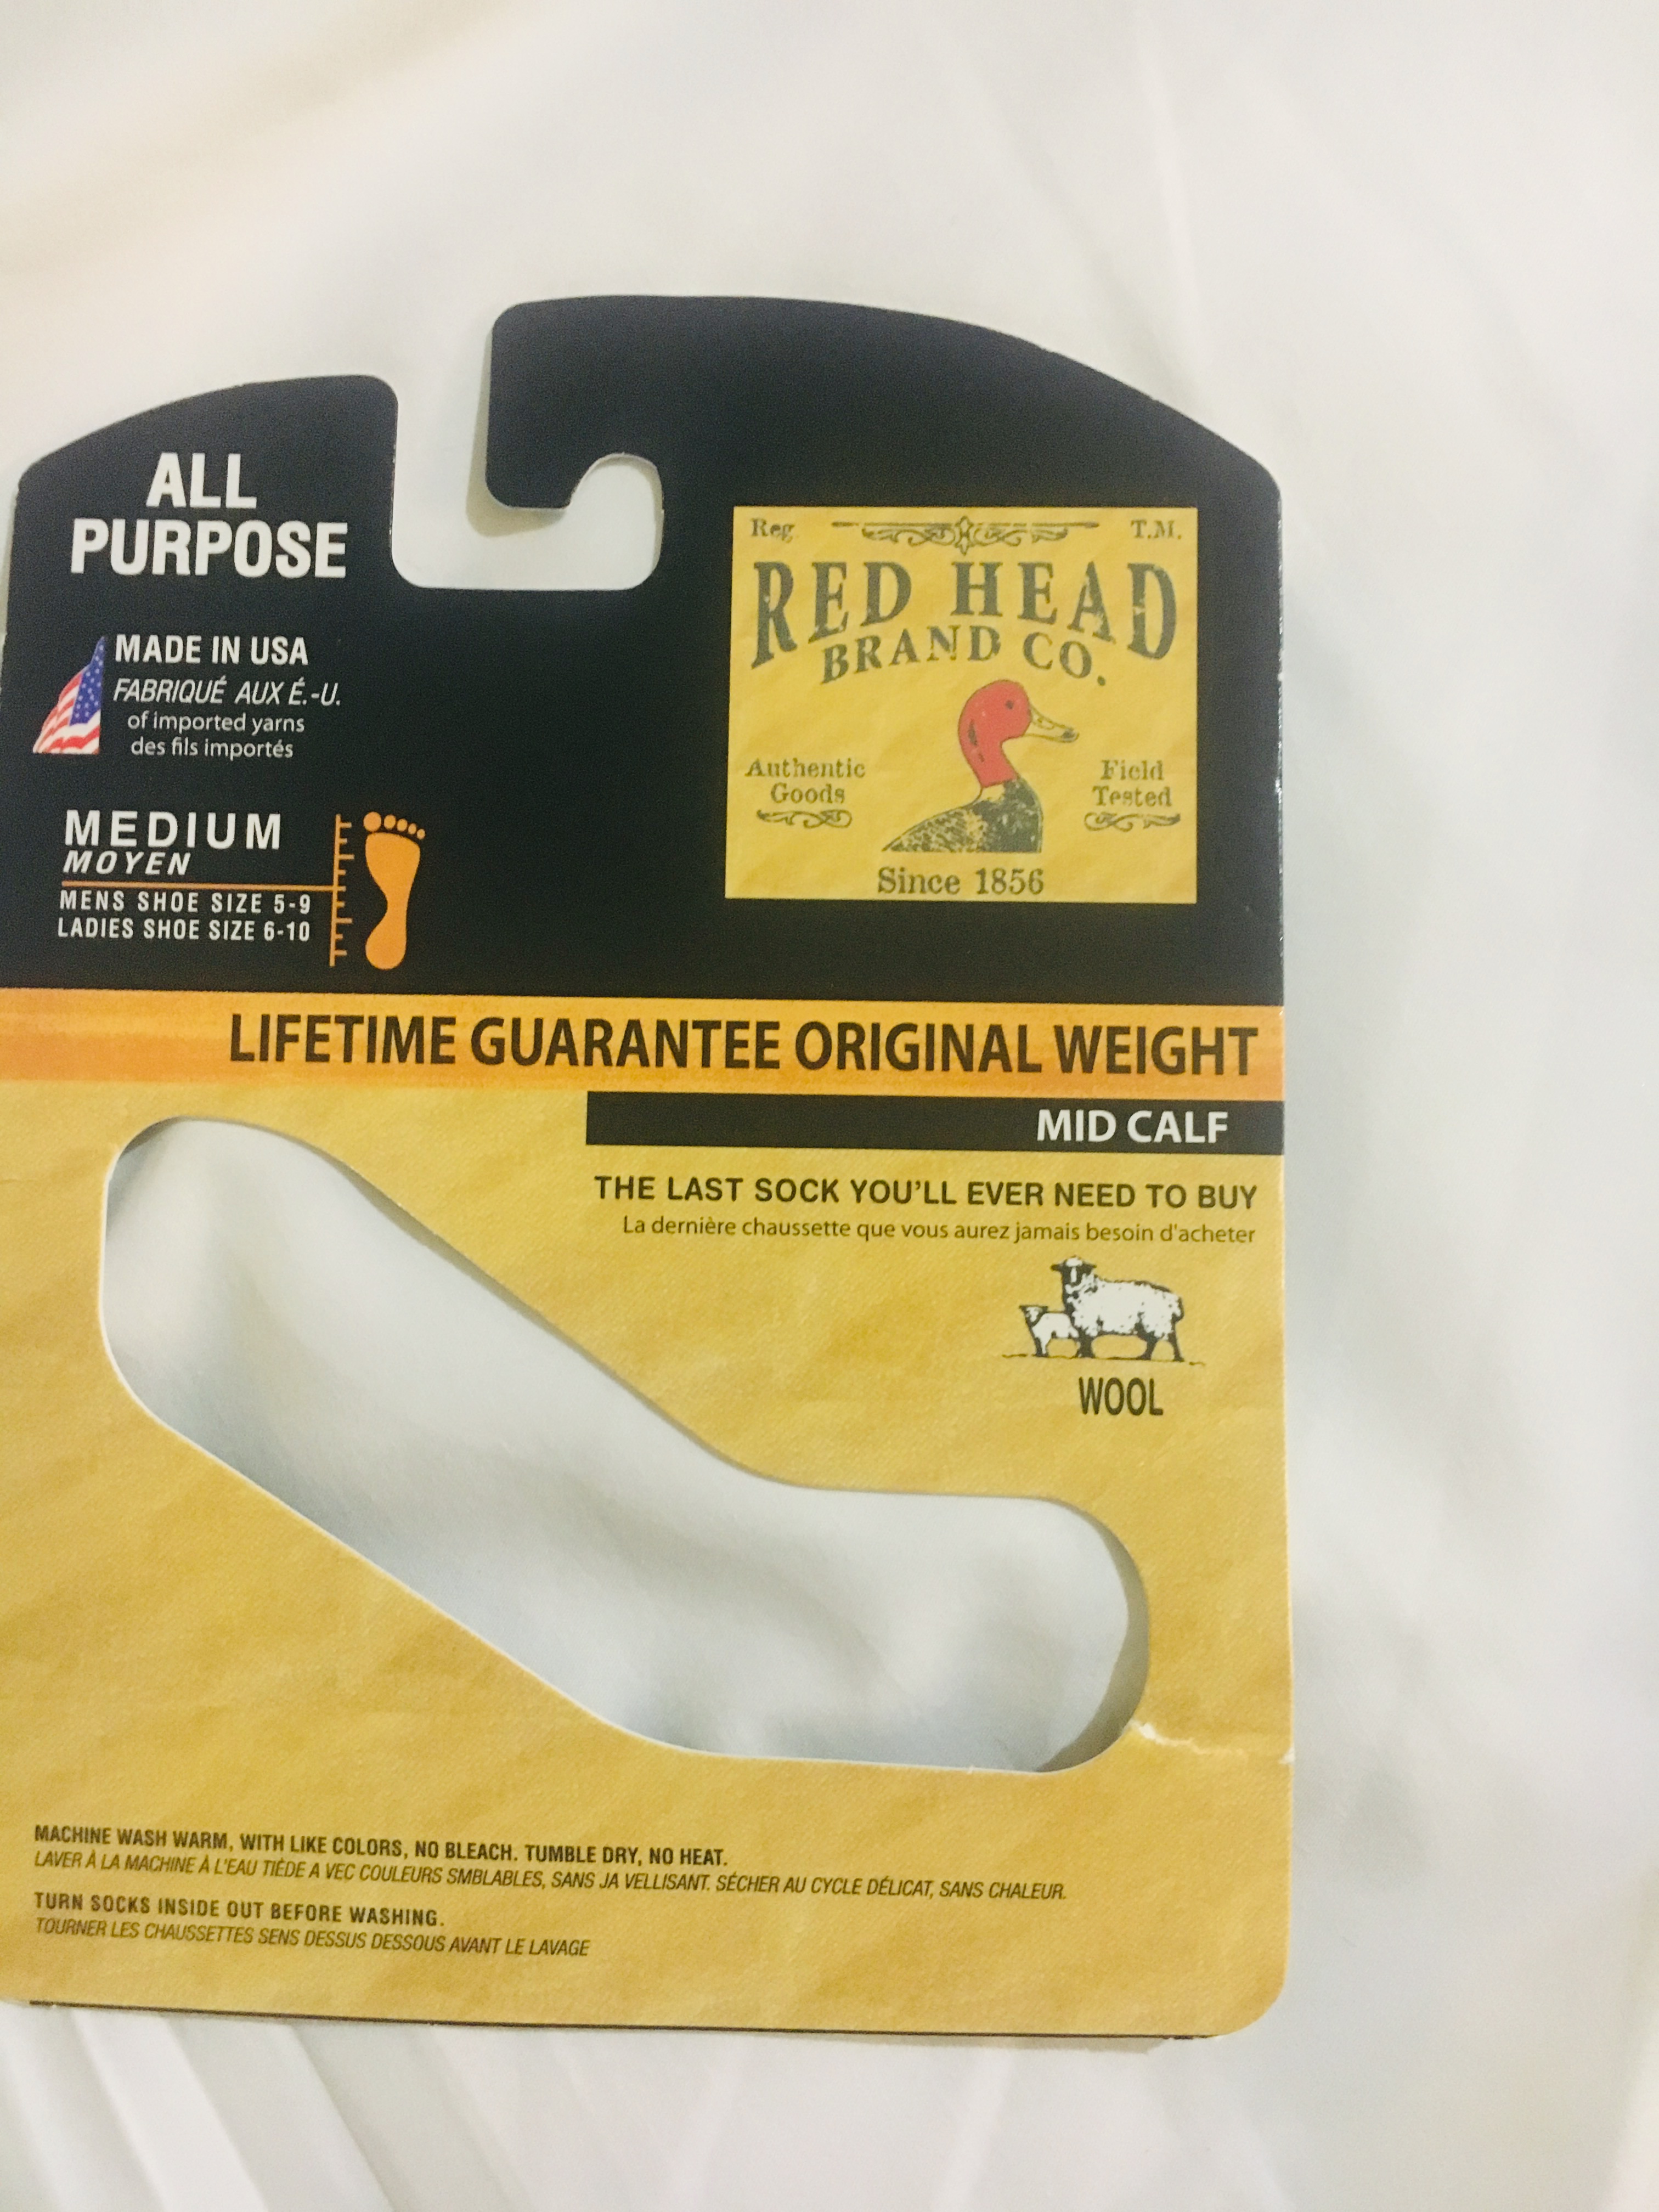 ALL
PURPOSE
MADE IN USA
FABRIQUÉ AUX É.-U.
of imported yarns
des fils importés
MEDIUM
MOYEN
MENS SHOE SIZE 5-9
LADIES SHOE SIZE 6-10
Reg. T.M.
RED HEAD
BRAND CO.
Authentic
Goods
Field
Tested
Since 1856
LIFETIME GUARANTEE ORIGINAL WEIGHT
MID CALF
THE LAST SOCK YOU'LL EVER NEED TO BUY
La dernière chaussette que vous aurez jamais besoin d'acheter
WOOL
MACHINE WASH WARM, WITH LIKE COLORS, NO BLEACH. TUMBLE DRY, NO HEAT.
LAVER À LA MACHINE À L'EAU TIÈDE A VEC COULEURS SMBLABLES, SANS JA VELLISANT. SÉCHER AU CYCLE DÉLICAT, SANS CHALEUR.
TURN SOCKS INSIDE OUT BEFORE WASHING.
TOURNER LES CHAUSSETTES SENS DESSUS DESSOUS AVANT LE LAVAGE